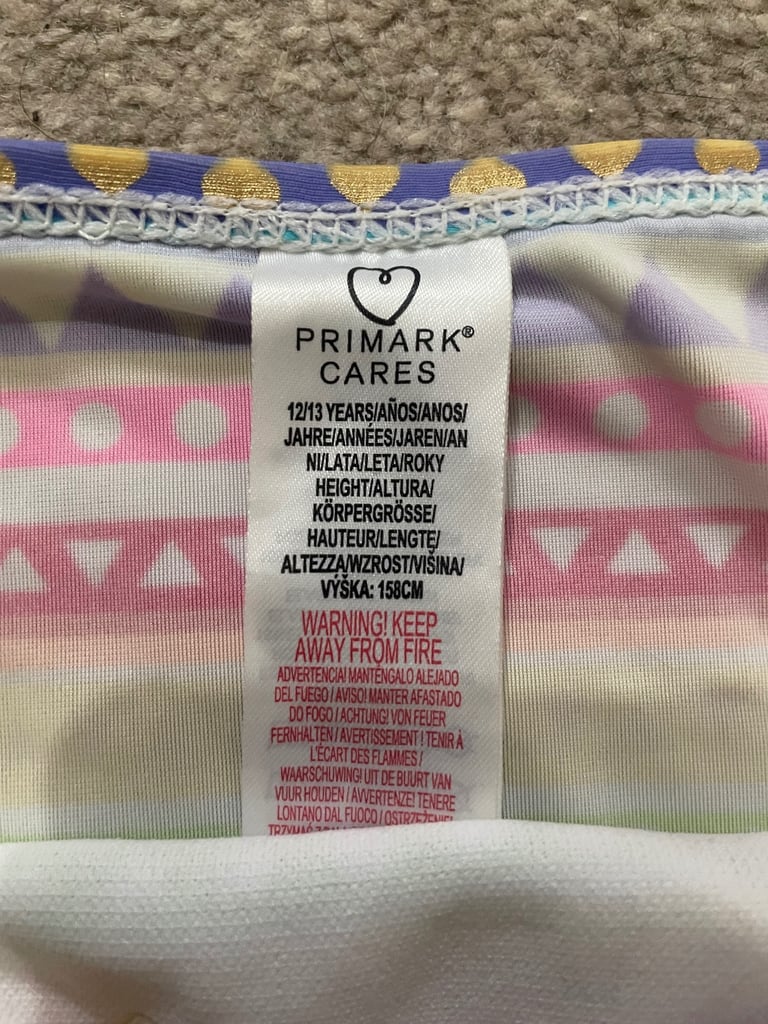 PRIMARK®
CARES
12/13 YEARS/AÑOS/ANOS/
JAHRE/ANNÉES/JAREN/AN
NI/LATA/LETA/ROKY
HEIGHT/ALTURA/
KÖRPERGRÖSSE/
HAUTEUR/LENGTE/
ALTEZZA/WZROST/VIŠINA/
VÝŠKA: 158CM
WARNING! KEEP
AWAY FROM FIRE
ADVERTENCIA! MANTÉNGALO ALEJADO
DEL FUEGO / AVISO! MANTER AFASTADO
DO FOGO / ACHTUNG! VON FEUER
FERNHALTEN / AVERTISSEMENT ! TENIR À
L'ÉCART DES FLAMMES /
WAARSCHUWING! UIT DE BUURT VAN
VUUR HOUDEN / AVVERTENZE! TENERE
LONTANO DAL FUOCO / OSTRZEŻENIE!
TRZYMAĆ